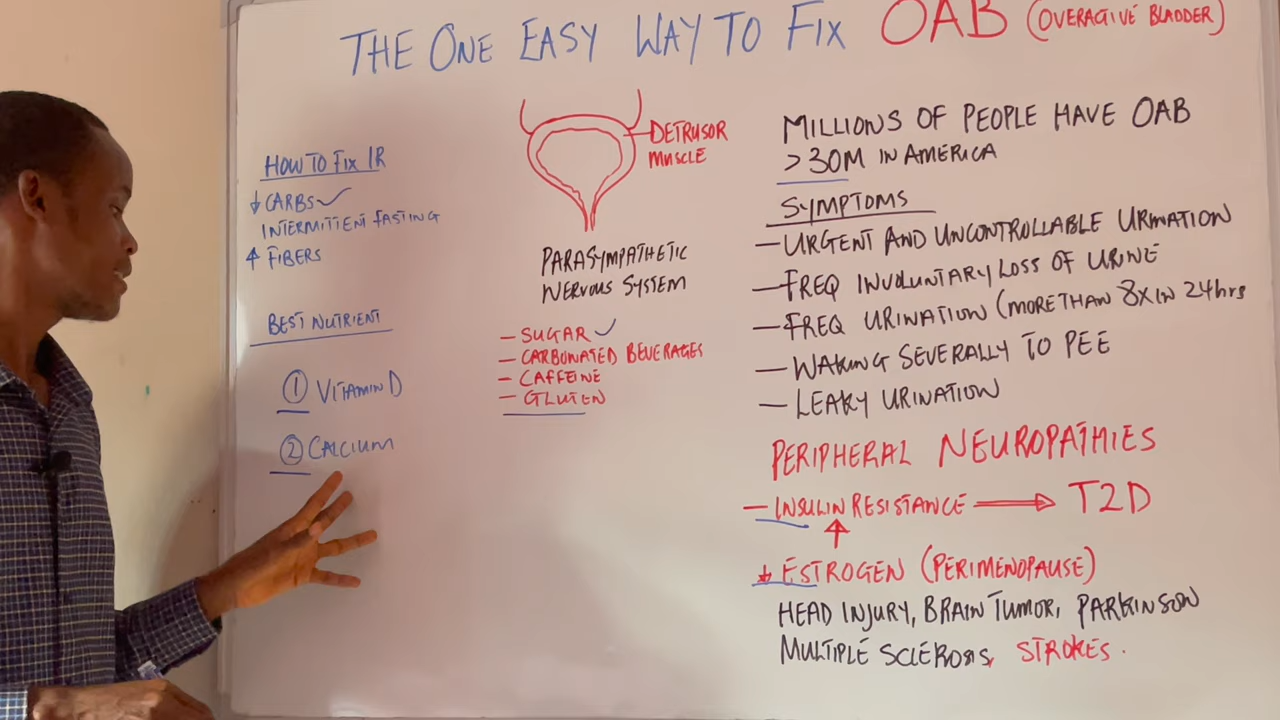 THE ONE EASY WAY TO FIX OAB (OVERACTIVE BLADDER)
HOW TO FIX IR
↓ CARBS ✓
INTERMITTENT FASTING
↑ FIBERS
BEST NUTRIENT
① VITAMIN D
② CALCIUM
DETRUSOR
MUSCLE
PARASYMPATHETIC
NERVOUS SYSTEM
– SUGAR ✓
– CARBONATED BEVERAGES
– CAFFEINE
– GLUTEN
MILLIONS OF PEOPLE HAVE OAB
>30M IN AMERICA
SYMPTOMS
– URGENT AND UNCONTROLLABLE URINATION
– FREQ INVOLUNTARY LOSS OF URINE
– FREQ URINATION (MORE THAN 8X IN 24hrs
– WAKING SEVERALLY TO PEE
– LEAKY URINATION
PERIPHERAL NEUROPATHIES
– INSULIN RESISTANCE ⟹ T2D
↑
↓ ESTROGEN (PERIMENOPAUSE)
HEAD INJURY, BRAIN TUMOR, PARKINSON
MULTIPLE SCLEROSIS, STROKES.